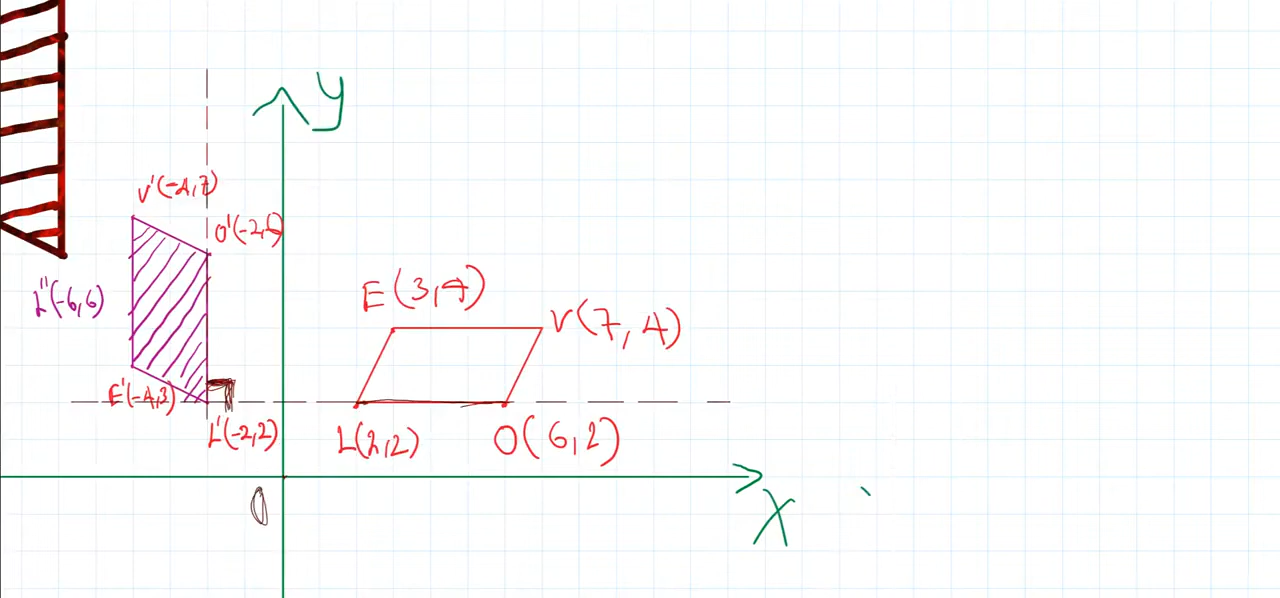 y
V'(-4,7)
O'(-2,6)
E(3,4)
L"(-6,6)
V(7,4)
E'(-4,3)
L'(-2,2)
L(2,2)
O(6,2)
0
X